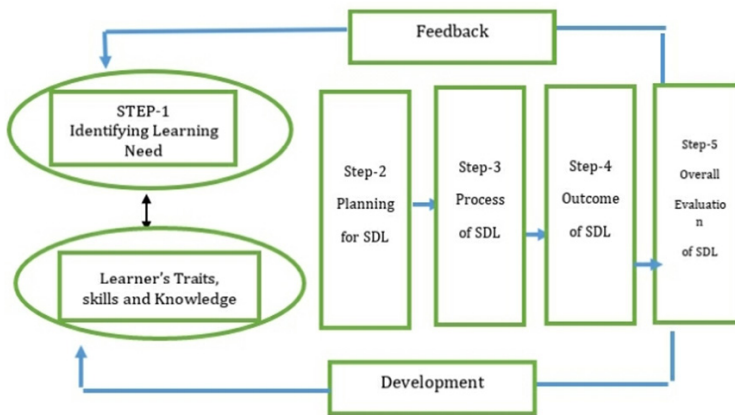 Feedback
STEP-1
Identifying Learning
Need
Learner's Traits,
skills and Knowledge
Step-2
Planning
for SDL
Step-3
Process
of SDL
Step-4
Outcome
of SDL
Step-5
Overall
Evaluatio
n
of SDL
Development